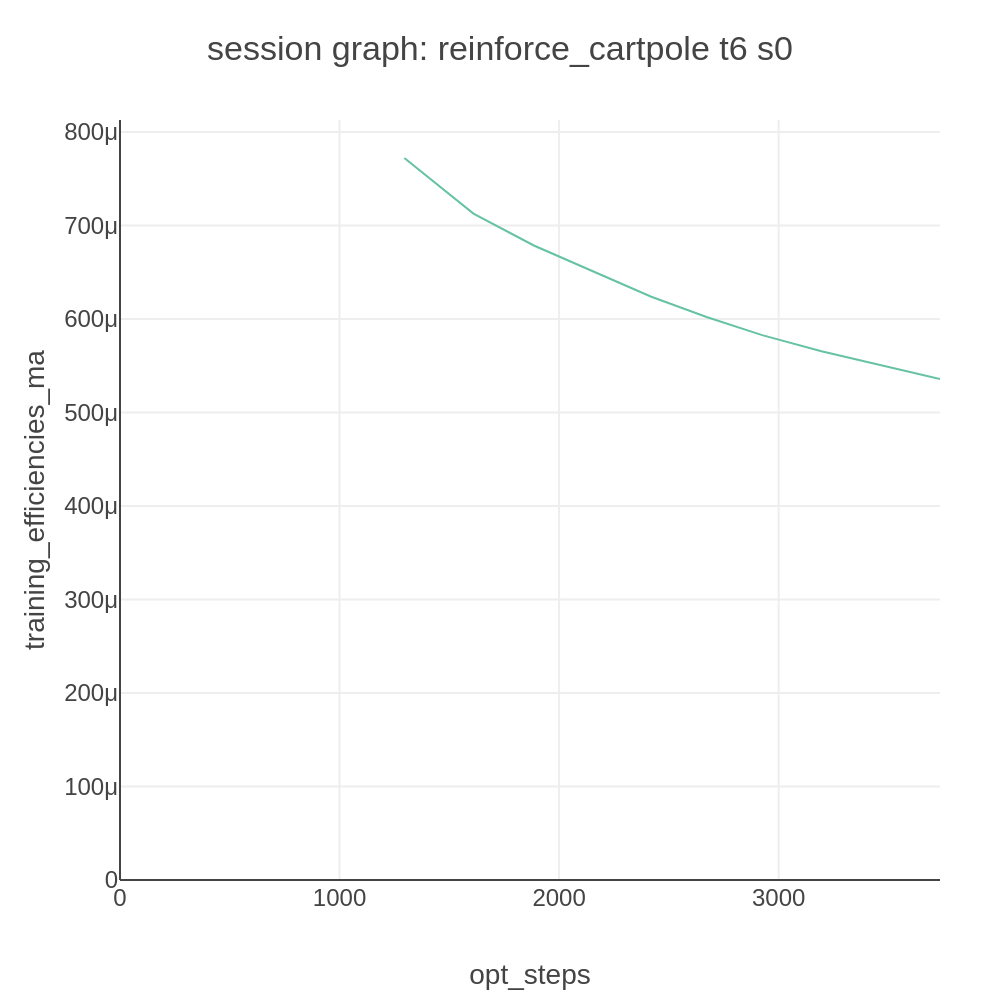 session graph: reinforce_cartpole t6 s0
training_efficiencies_ma
800μ
700μ
600μ
500μ
400μ
300μ
200μ
100μ
0
0 1000 2000 3000
opt_steps